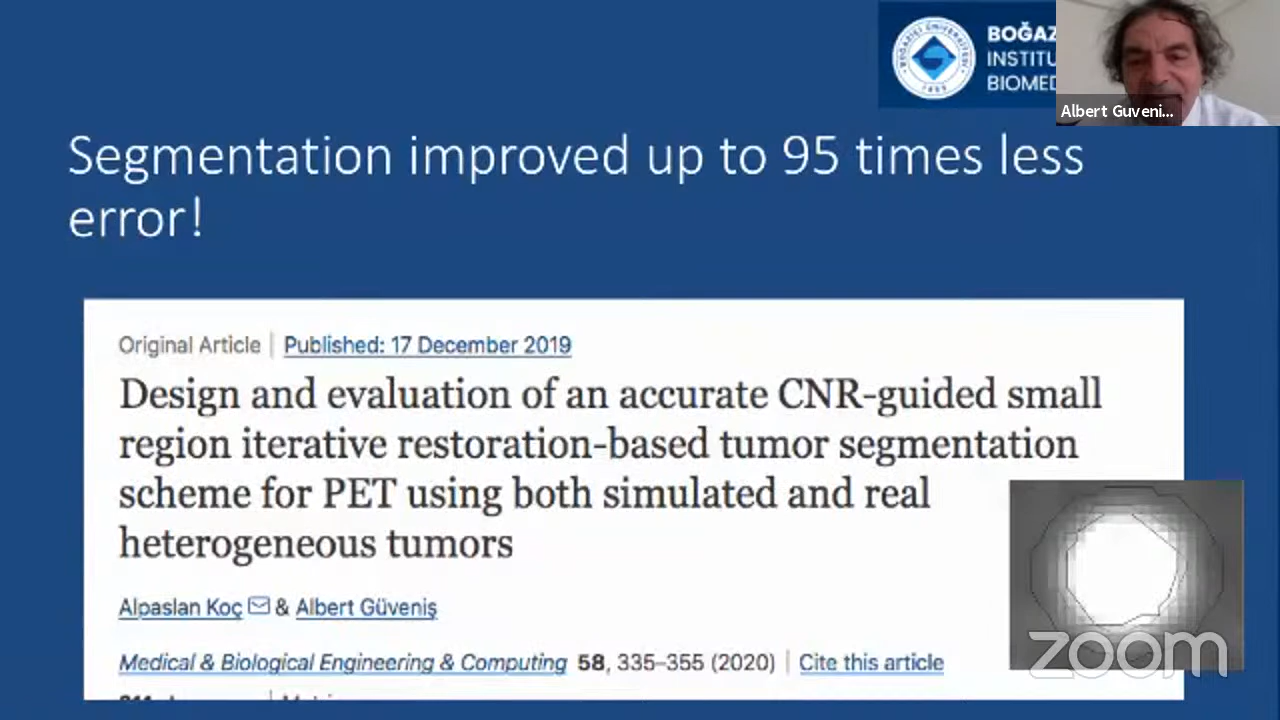 BOĞAZ
INSTITU
BIOMED
Albert Guveni...
Segmentation improved up to 95 times less
error!
Original Article | Published: 17 December 2019
Design and evaluation of an accurate CNR-guided small
region iterative restoration-based tumor segmentation
scheme for PET using both simulated and real
heterogeneous tumors
Alpaslan Koç & Albert Güveniş
Medical & Biological Engineering & Computing 58, 335–355 (2020) | Cite this article
zoom